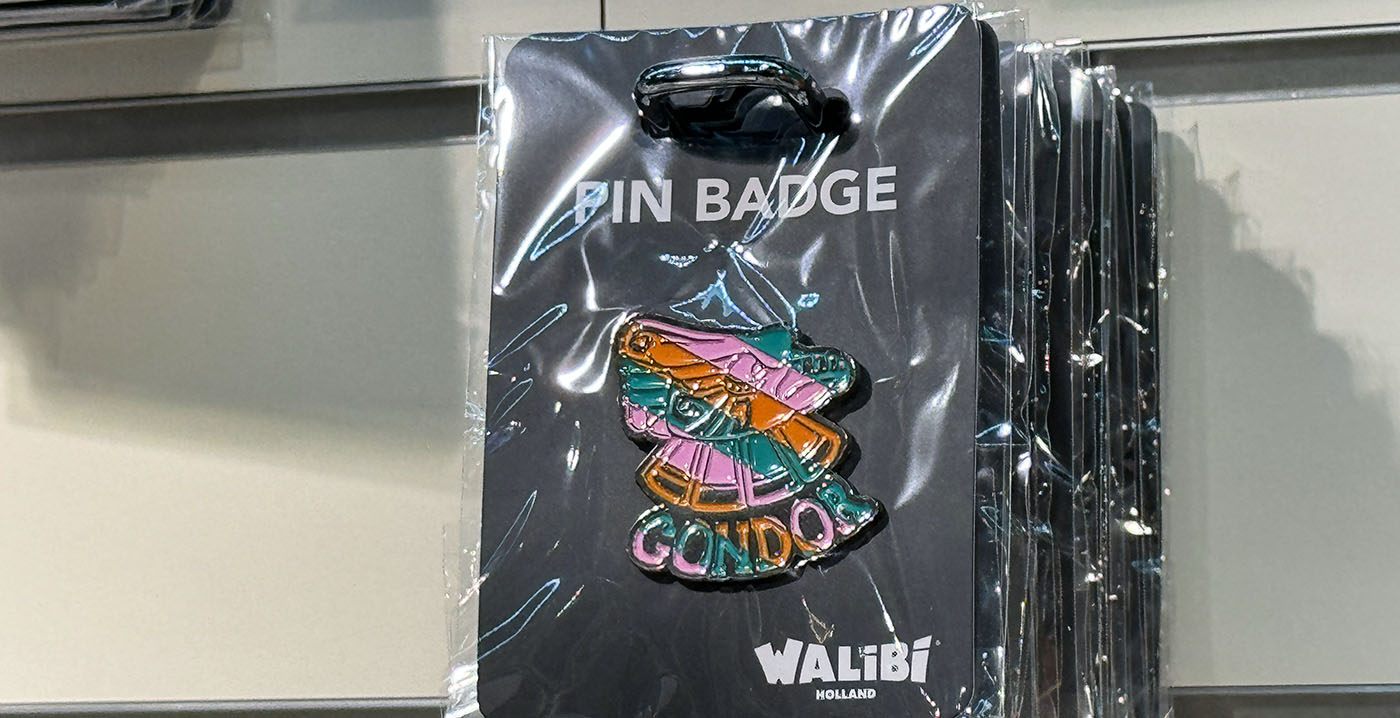 PIN BADGE
CONDOR
WALiBi
HOLLAND